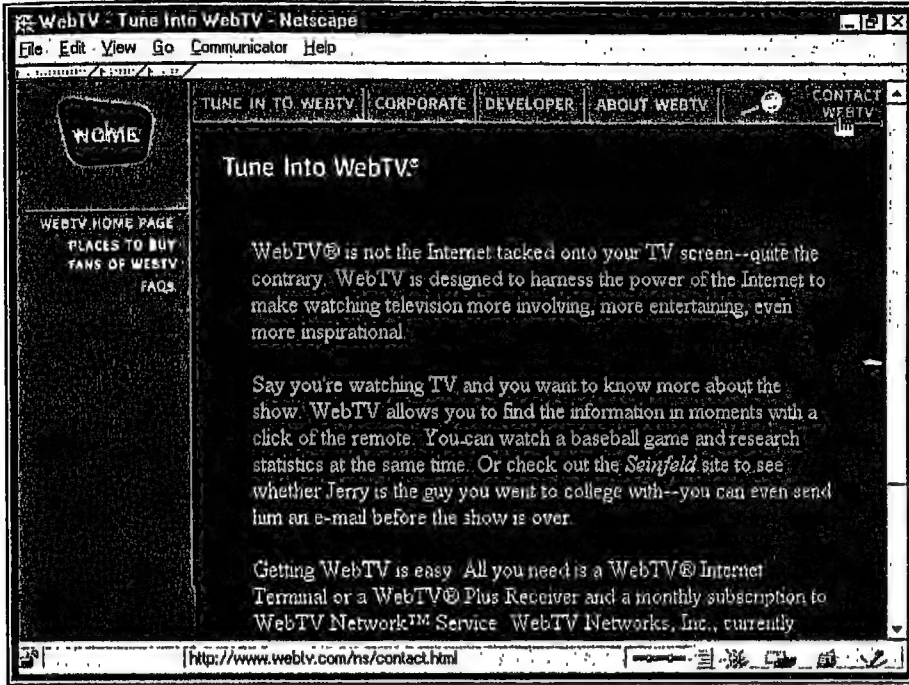 WebTV - Tune Into WebTV - Netscape
File Edit View Go Communicator Help
TUNE IN TO WEBTV CORPORATE DEVELOPER ABOUT WEBTV CONTACT WEBTV
HOME
Tune Into WebTV®
WEBTV HOME PAGE
PLACES TO BUY
FANS OF WEBTV
FAQS
WebTV® is not the Internet tacked onto your TV screen--quite the
contrary, WebTV is designed to harness the power of the Internet to
make watching television more involving, more entertaining, even
more inspirational.
Say you're watching TV, and you want to know more about the
show. WebTV allows you to find the information in moments with a
click of the remote. You can watch a baseball game and research
statistics at the same time. Or check out the Seinfeld site to see
whether Jerry is the guy you went to college with--you can even send
him an e-mail before the show is over.
Getting WebTV is easy. All you need is a WebTV® Internet
Terminal or a WebTV® Plus Receiver and a monthly subscription to
WebTV Network™ Service. WebTV Networks, Inc., currently
http://www.webtv.com/ns/contact.html